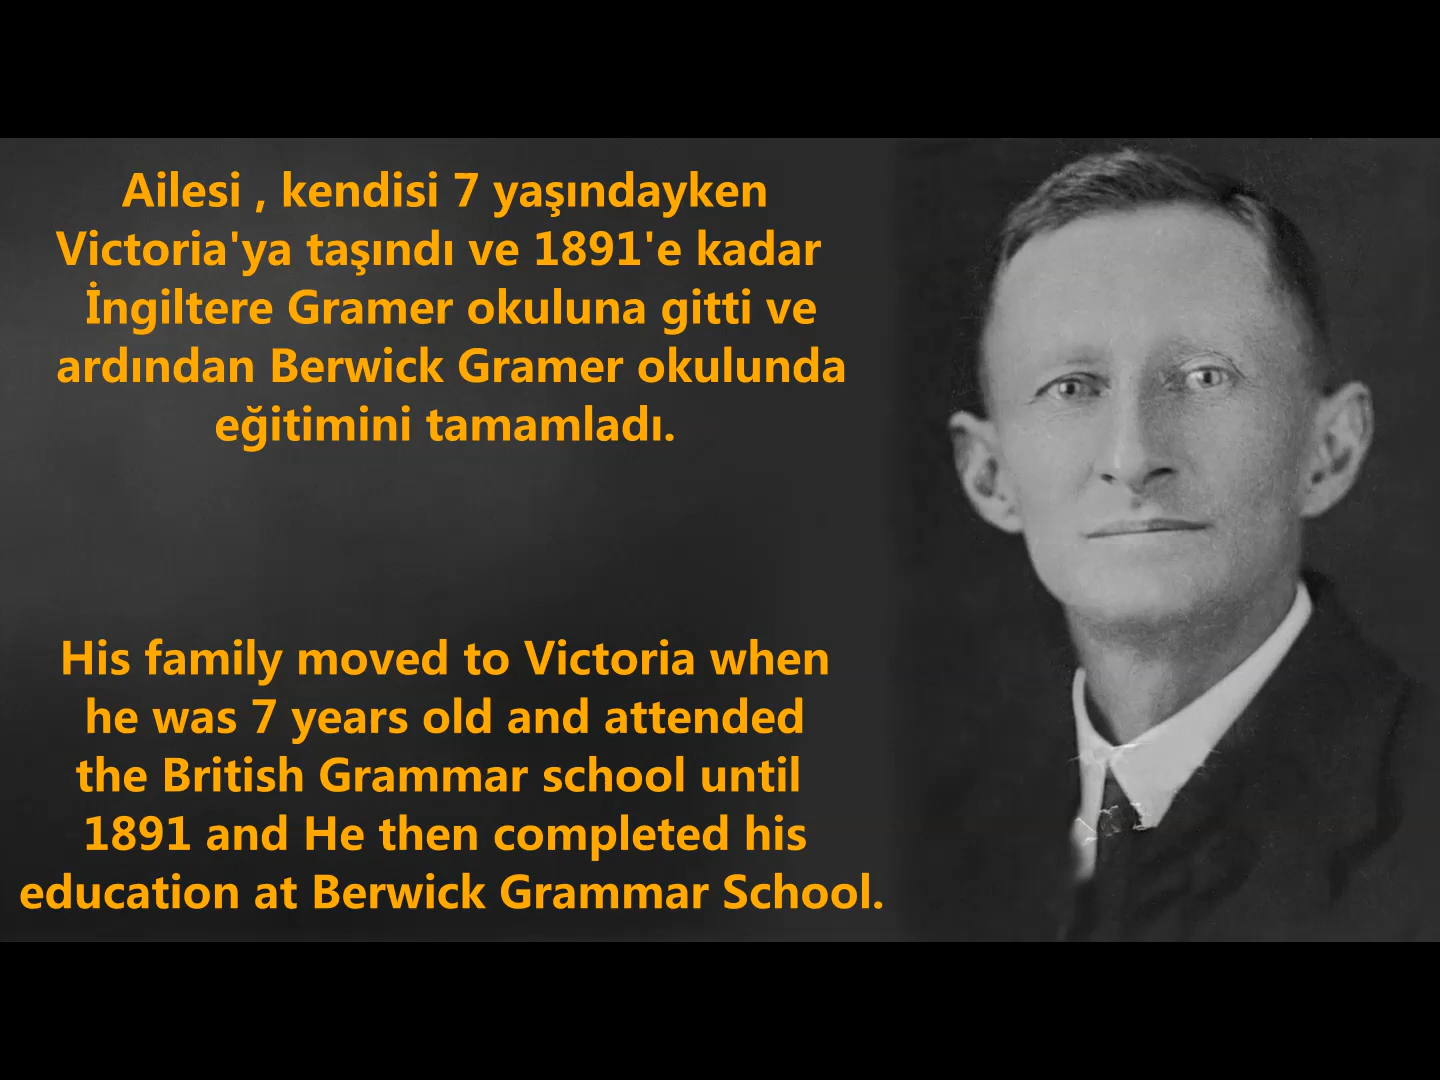 Ailesi , kendisi 7 yaşındayken
Victoria'ya taşındı ve 1891'e kadar
İngiltere Gramer okuluna gitti ve
ardından Berwick Gramer okulunda
eğitimini tamamladı.
His family moved to Victoria when
he was 7 years old and attended
the British Grammar school until
1891 and He then completed his
education at Berwick Grammar School.